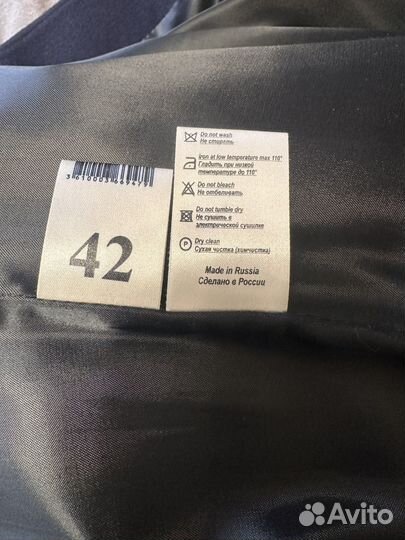 3610003669479
42
Do not wash
Не стирать
Iron at low temperature max 110°
Гладить при низкой
температуре до 110°
Do not bleach
Не отбеливать
Do not tumble dry
Не сушить в
электрической сушилке
P
Dry clean
Сухая чистка (химчистка)
Made in Russia
Сделано в России
Avito